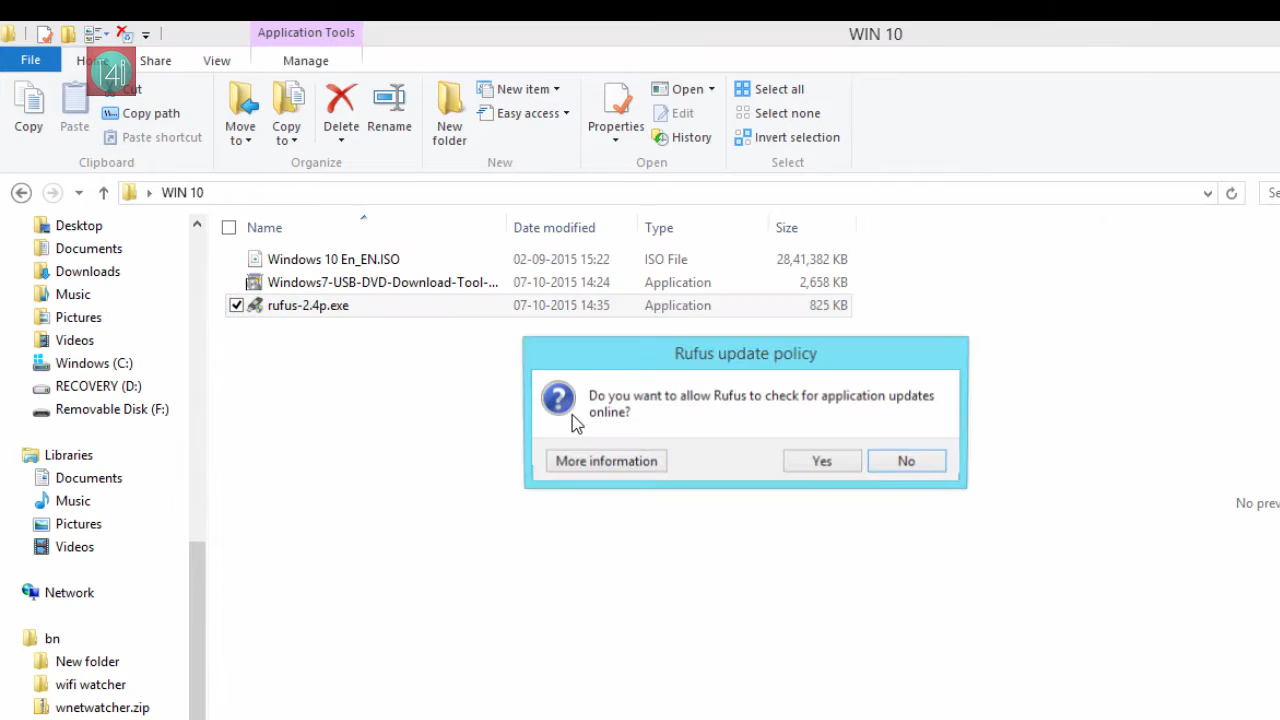 Application Tools
WIN 10
File
Share
View
Manage
Copy
Paste
Cut
Copy path
Paste shortcut
Clipboard
Move to
Copy to
Delete
Rename
Organize
New folder
New item
Easy access
New
Properties
Open
Edit
History
Open
Select all
Select none
Invert selection
Select
WIN 10
Name
Date modified
Type
Size
Windows 10 En_EN.ISO
02-09-2015 15:22
ISO File
28,41,382 KB
Windows7-USB-DVD-Download-Tool-...
07-10-2015 14:24
Application
2,658 KB
rufus-2.4p.exe
07-10-2015 14:35
Application
825 KB
Desktop
Documents
Downloads
Music
Pictures
Videos
Windows (C:)
RECOVERY (D:)
Removable Disk (F:)
Libraries
Documents
Music
Pictures
Videos
Network
bn
New folder
wifi watcher
wnetwatcher.zip
Rufus update policy
Do you want to allow Rufus to check for application updates
online?
More information
Yes
No